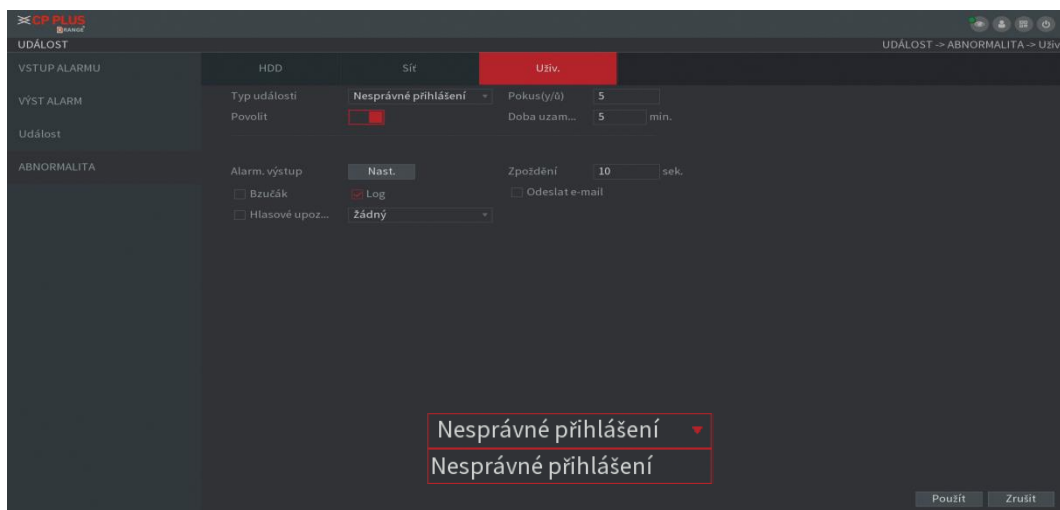 CP PLUS
ORANGE
UDÁLOST
UDÁLOST -> ABNORMALITA -> Uživ
VSTUP ALARMU
HDD
Síť
Uživ.
Typ události
Nesprávné přihlášení
Pokus(y/ů)
5
VÝST ALARM
Povolit
Doba uzam...
5
min.
Událost
ABNORMALITA
Alarm. výstup
Nast.
Zpoždění
10
sek.
Bzučák
Log
Odeslat e-mail
Hlasové upoz...
žádný
Nesprávné přihlášení
Nesprávné přihlášení
Použít
Zrušit